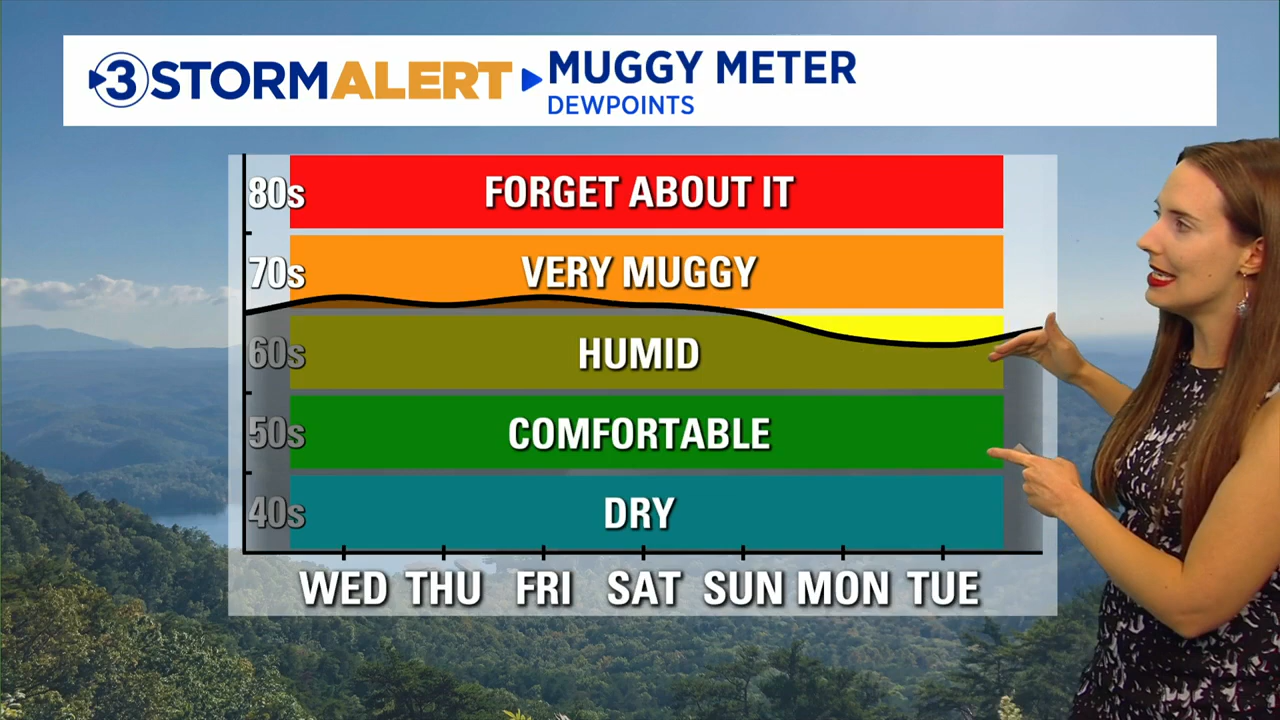 3 STORMALERT
MUGGY METER
DEWPOINTS
80s
FORGET ABOUT IT
70s
VERY MUGGY
60s
HUMID
50s
COMFORTABLE
40s
DRY
WED THU FRI SAT SUN MON TUE